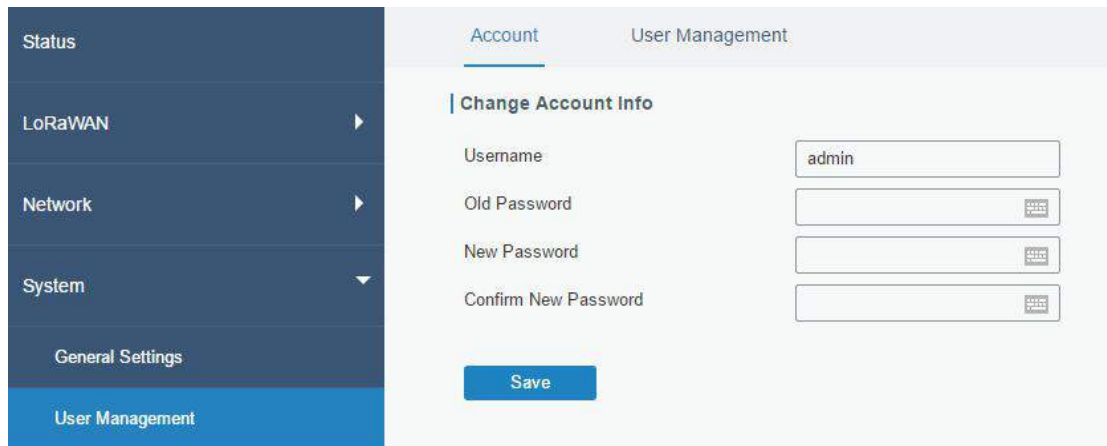 Status
LoRaWAN
Network
System
General Settings
User Management
Account User Management
Change Account Info
Username admin
Old Password
New Password
Confirm New Password
Save